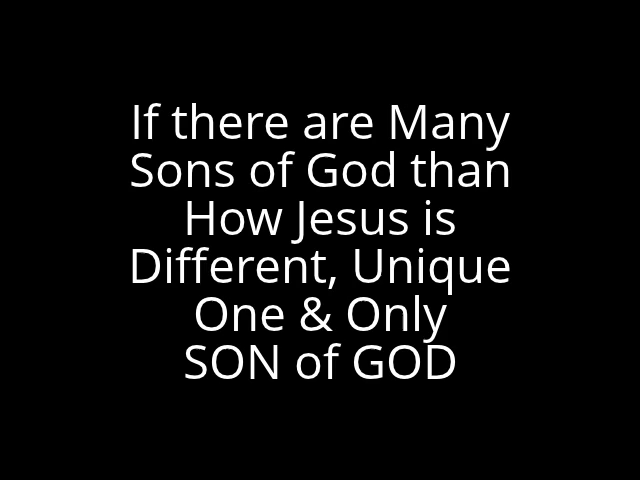 If there are Many
Sons of God than
How Jesus is
Different, Unique
One & Only
SON of GOD